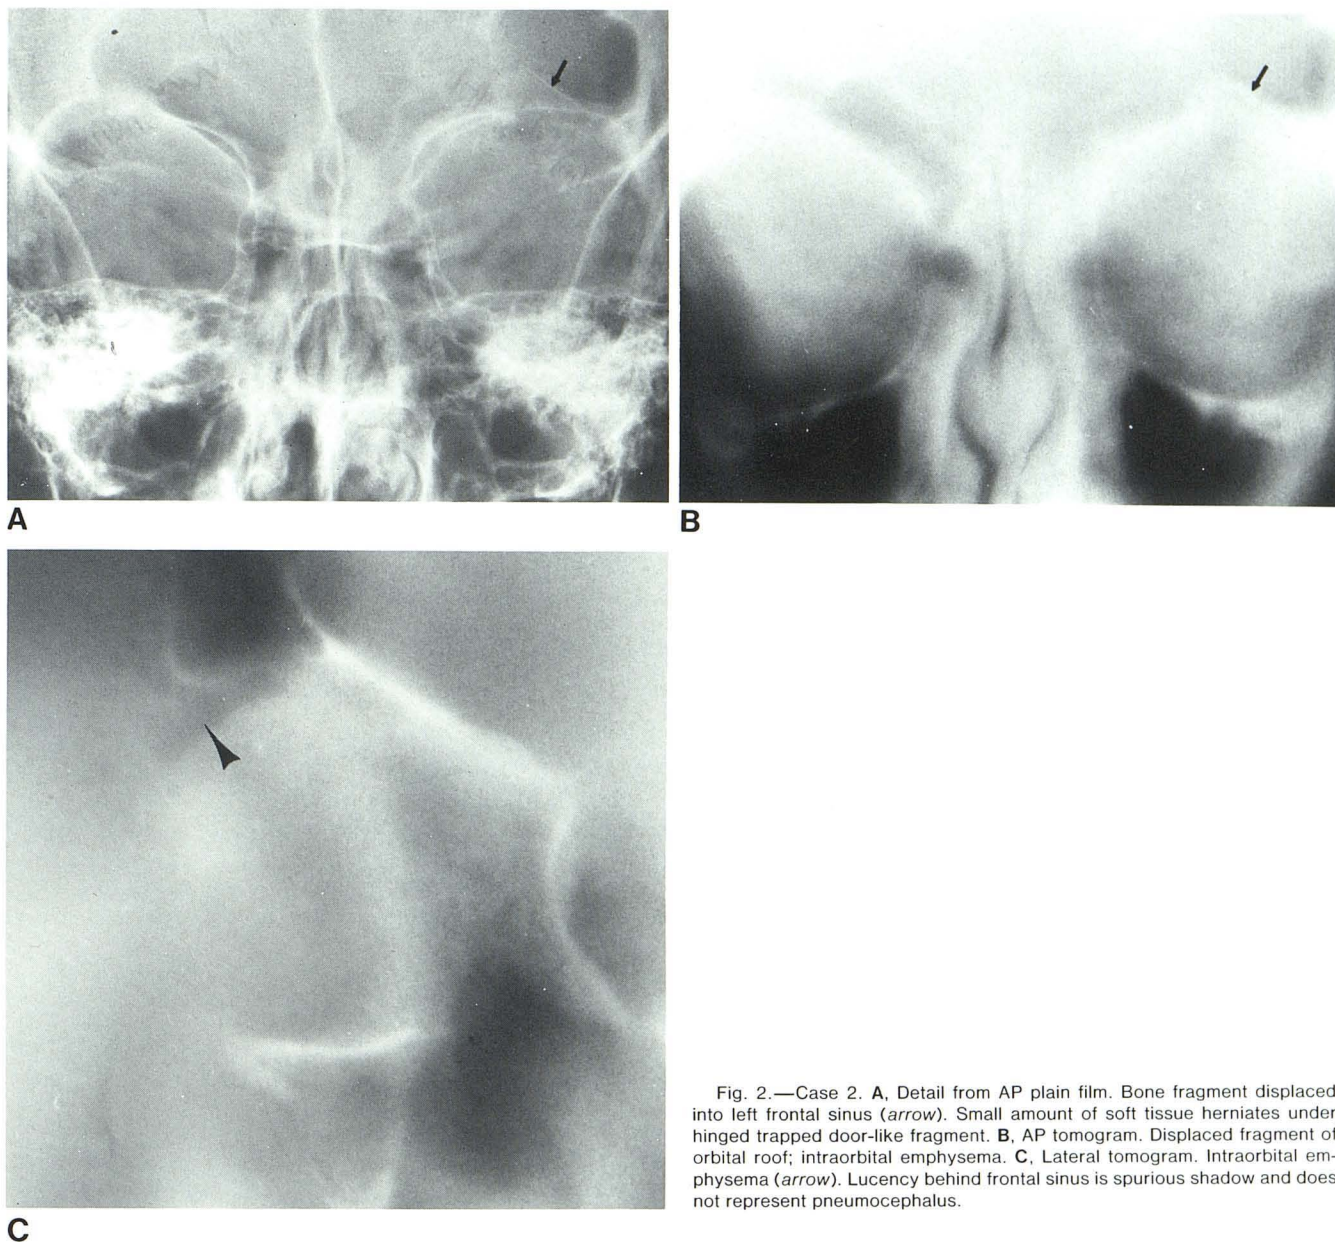 A
B
C
Fig. 2.—Case 2. A, Detail from AP plain film. Bone fragment displaced
into left frontal sinus (arrow). Small amount of soft tissue herniates under
hinged trapped door-like fragment. B, AP tomogram. Displaced fragment of
orbital roof; intraorbital emphysema. C, Lateral tomogram. Intraorbital em-
physema (arrow). Lucency behind frontal sinus is spurious shadow and does
not represent pneumocephalus.